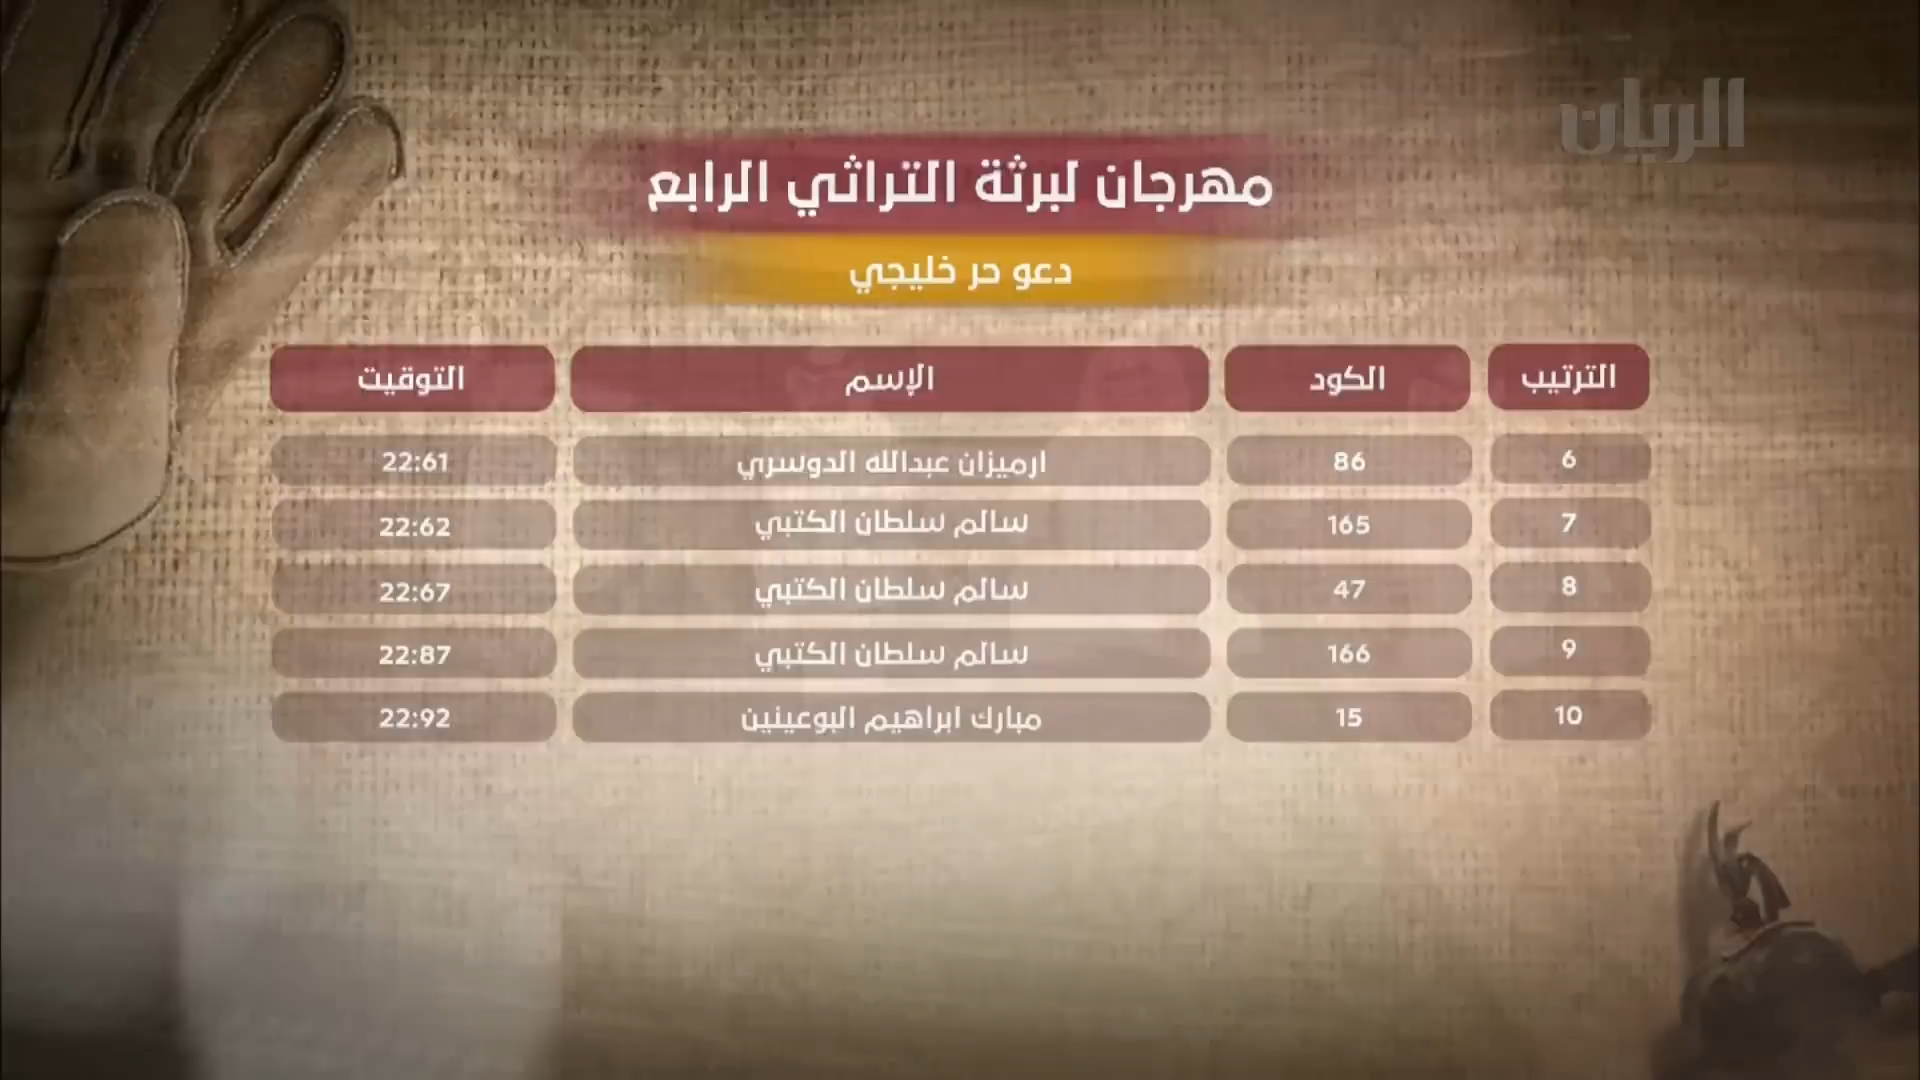 الريان
مهرجان لبرثة التراثي الرابع
دعو حر خليجي
الترتيب الكود الإسم التوقيت
6 86 ارميزان عبدالله الدوسري 22:61
7 165 سالم سلطان الكتبي 22:62
8 47 سالم سلطان الكتبي 22:67
9 166 سالم سلطان الكتبي 22:87
10 15 مبارك ابراهيم البوعينين 22:92